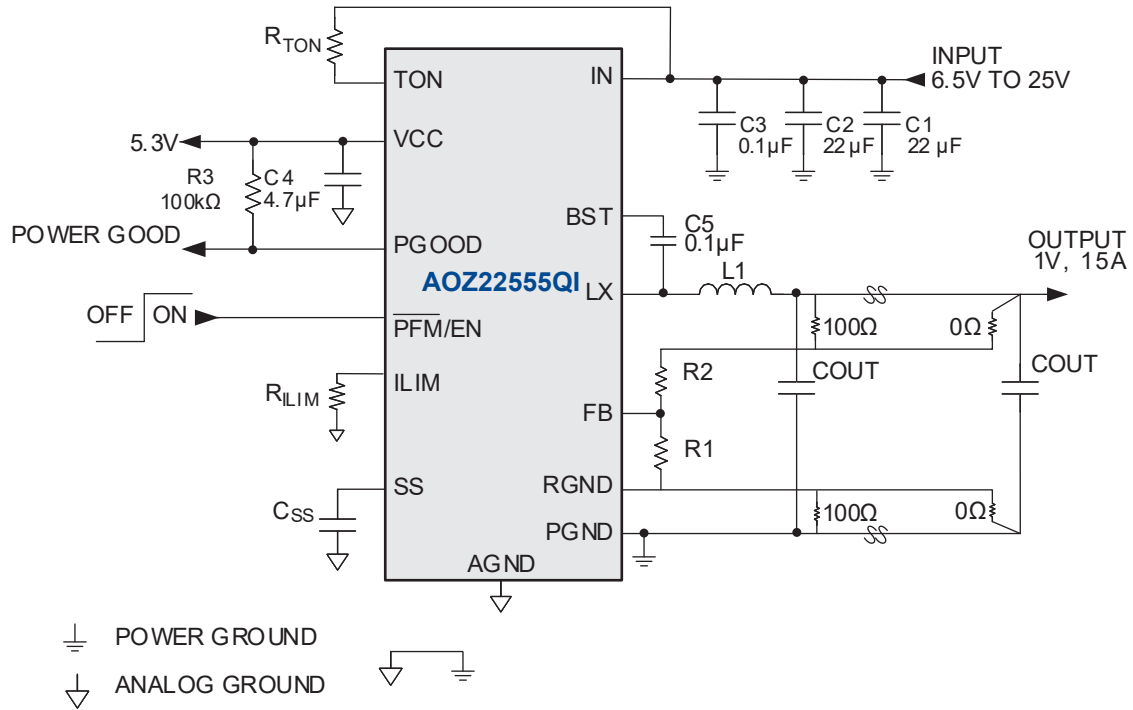 R_TON
TON
IN
INPUT
6.5V TO 25V
C3
0.1µF
C2
22 µF
C1
22 µF
5.3V
VCC
R3
100kΩ
C4
4.7µF
BST
C5
0.1µF
POWER GOOD
PGOOD
AOZ22555QI
LX
L1
OUTPUT
1V, 15A
OFF
ON
PFM/EN
100Ω
0Ω
R_ILIM
ILIM
R2
COUT
COUT
FB
R1
C_SS
SS
RGND
100Ω
0Ω
PGND
AGND
POWER GROUND
ANALOG GROUND